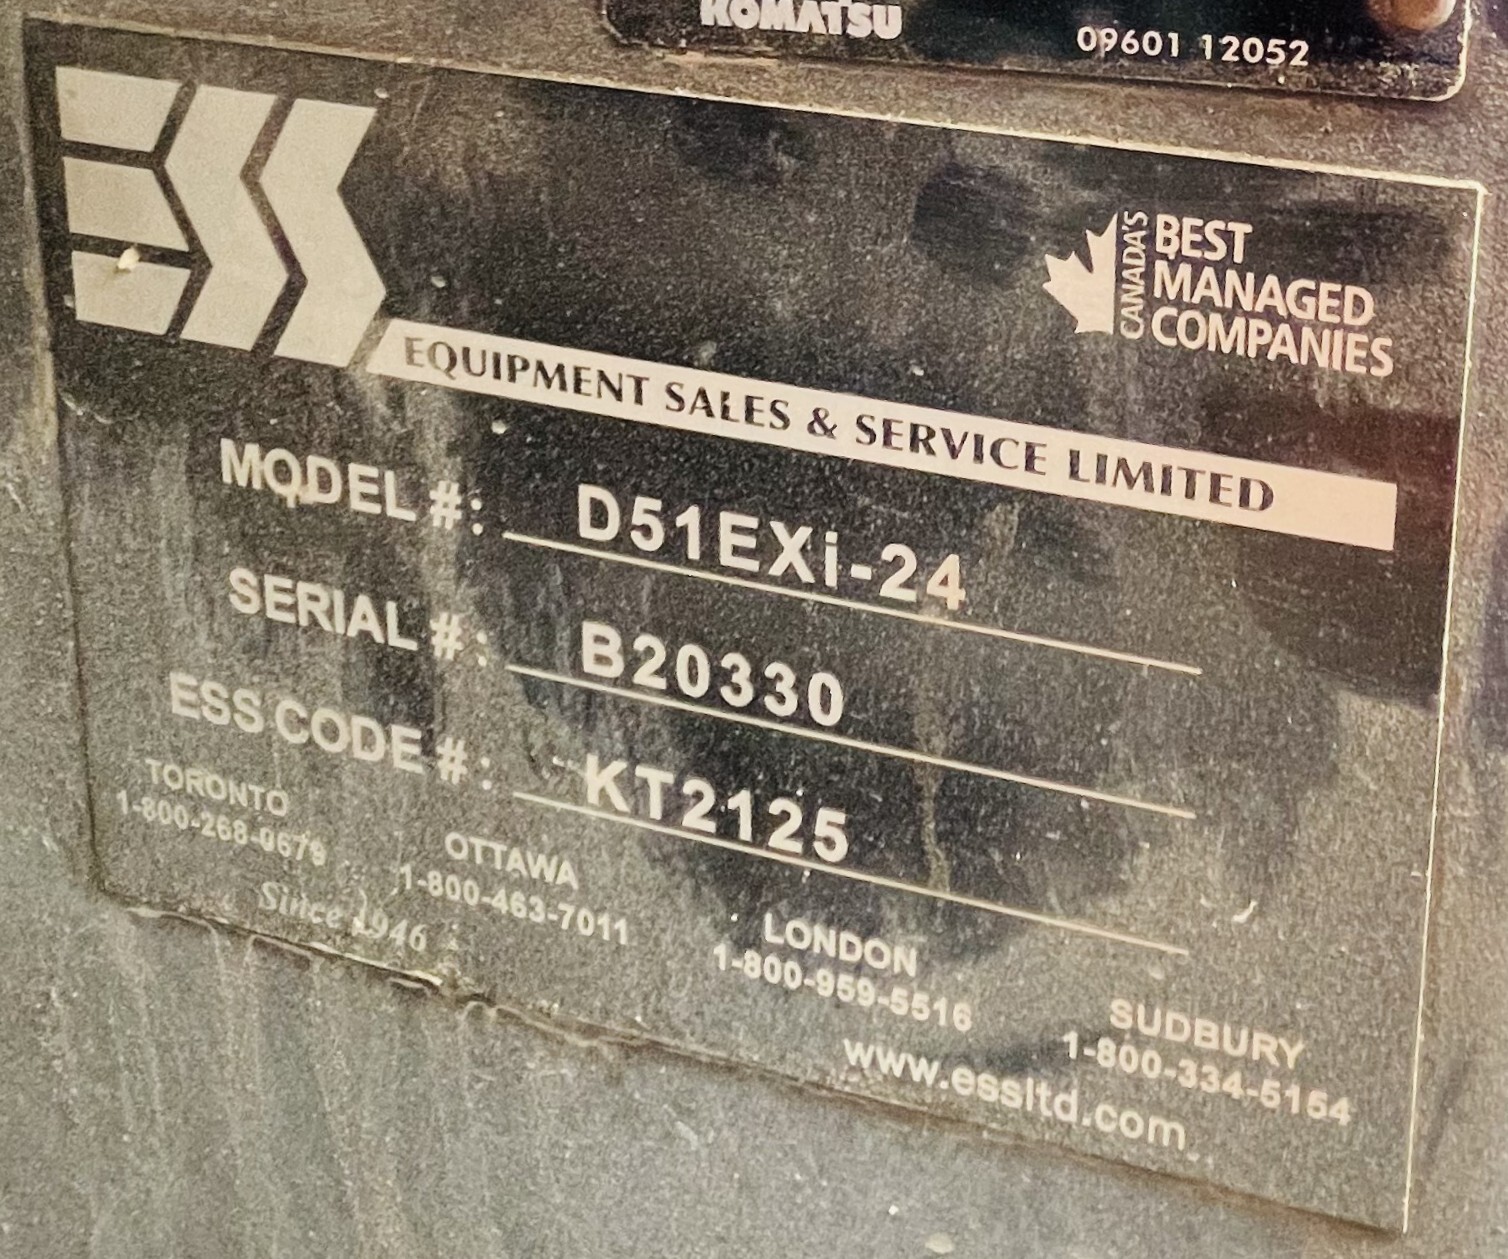 KOMATSU
09601 12052
ESS
CANADA'S
BEST
MANAGED
COMPANIES
EQUIPMENT SALES & SERVICE LIMITED
MODEL #: D51EXi-24
SERIAL #: B20330
ESS CODE #: KT2125
TORONTO
1-800-268-9679
OTTAWA
1-800-463-7011
LONDON
1-800-959-5516
SUDBURY
1-800-334-5154
Since 1946
www.essltd.com